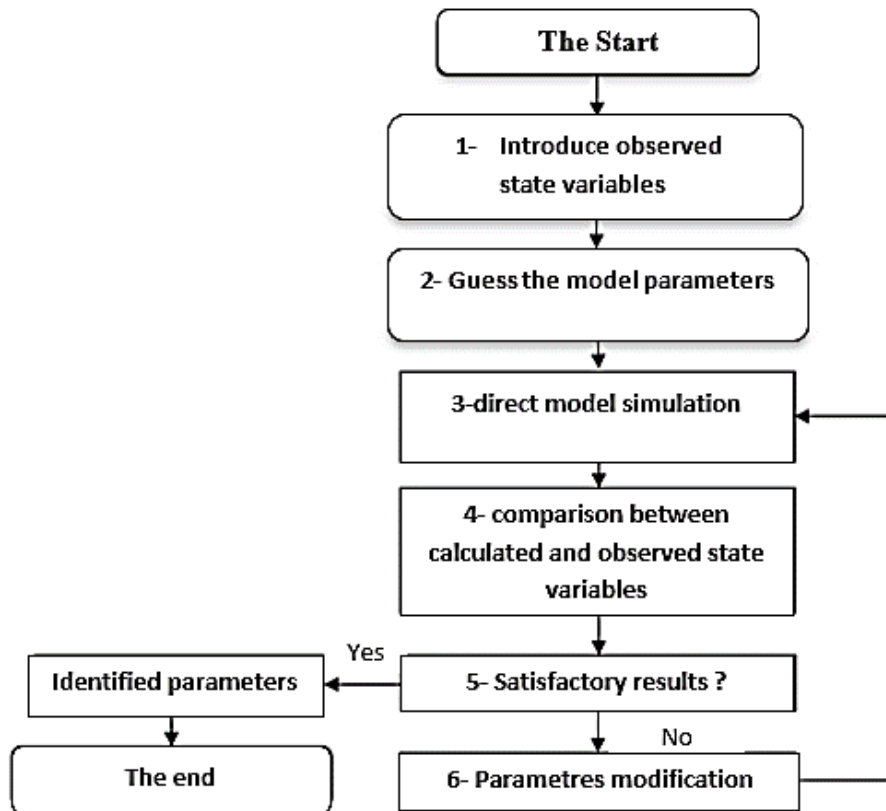 The Start
1- Introduce observed
state variables
2- Guess the model parameters
3-direct model simulation
4- comparison between
calculated and observed state
variables
Yes
Identified parameters
5- Satisfactory results ?
No
The end
6- Parametres modification